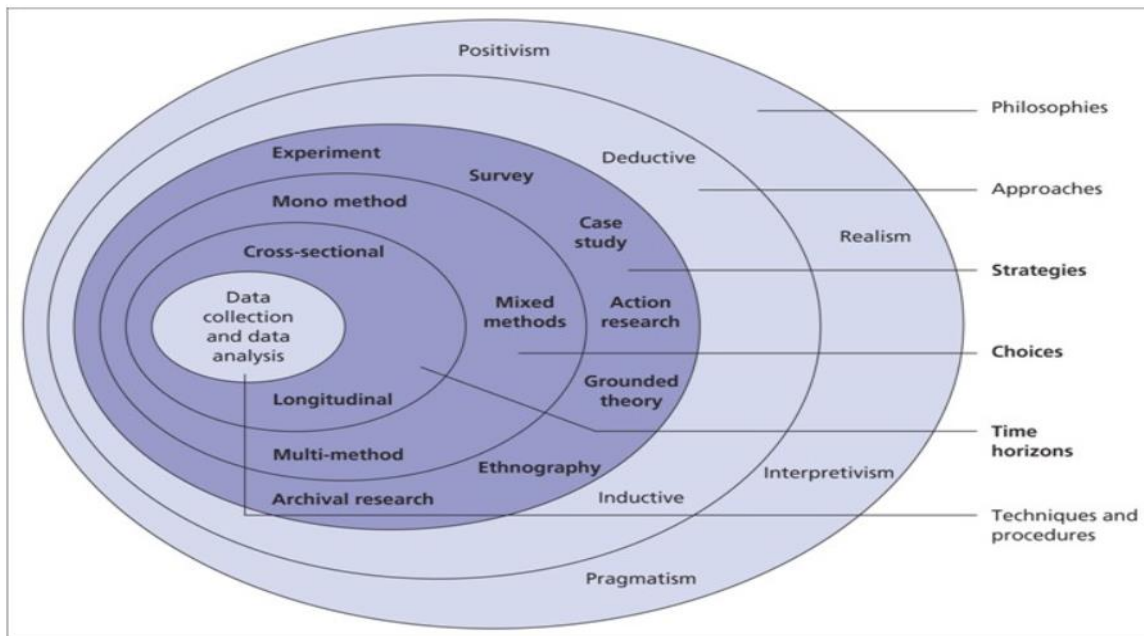 Positivism
Philosophies
Experiment
Deductive
Survey
Approaches
Mono method
Case
study
Realism
Cross-sectional
Strategies
Data
collection
and data
analysis
Mixed
methods
Action
research
Choices
Grounded
theory
Longitudinal
Time
horizons
Multi-method
Ethnography
Interpretivism
Archival research
Inductive
Techniques and
procedures
Pragmatism